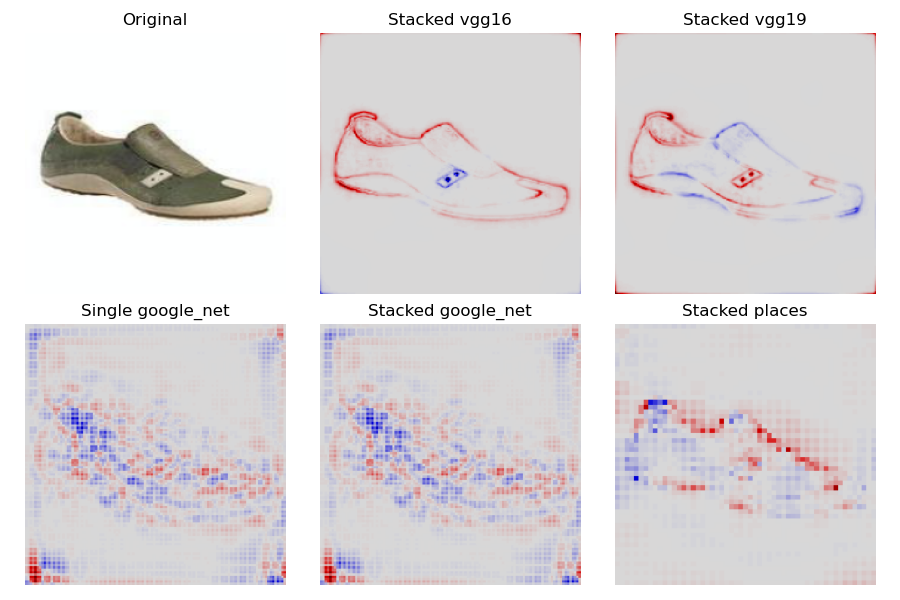 Original
Stacked vgg16
Stacked vgg19
Single google_net
Stacked google_net
Stacked places